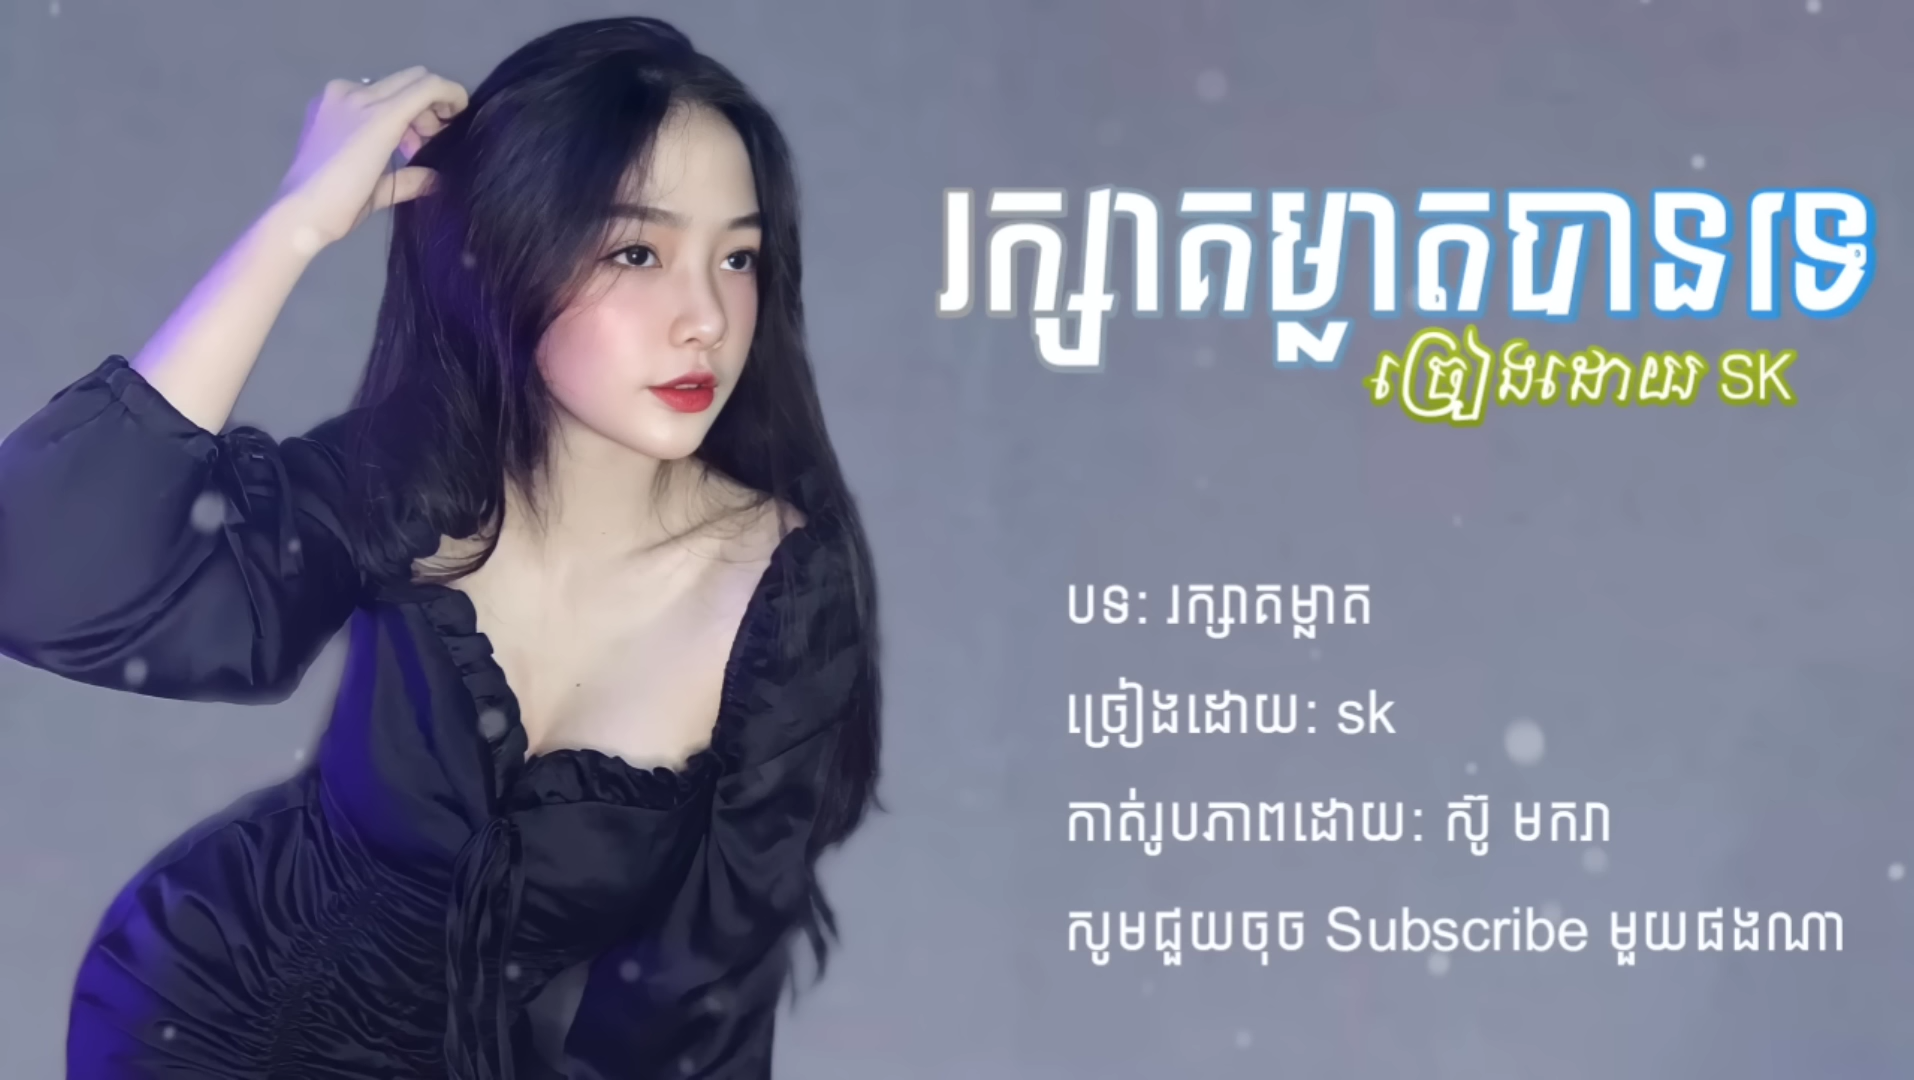 រក្សាគម្លាតបានទេ
ច្រៀងដោយ SK
បទ: រក្សាគម្លាត
ច្រៀងដោយ: sk
កាត់រូបភាពដោយ: ស៊ូ មករា
សូមជួយចុច Subscribe មួយផងណា